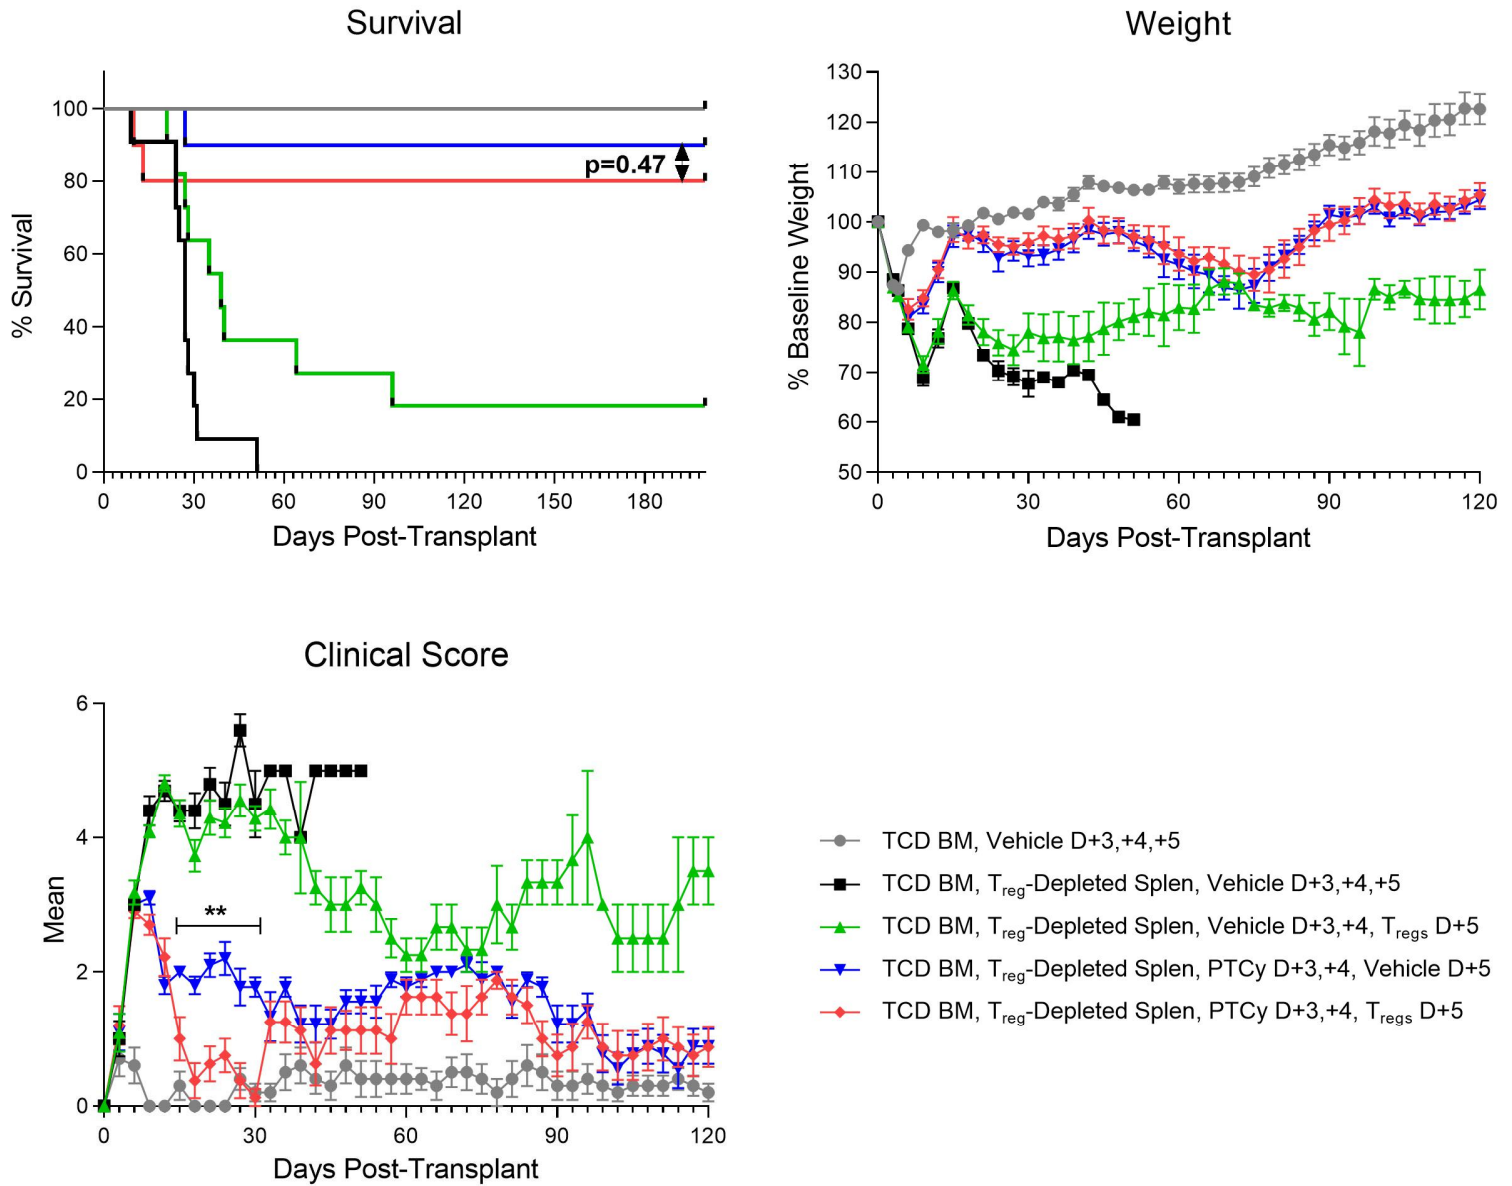 Survival
% Survival
100
80
60
40
20
0
p=0.47
0 30 60 90 120 150 180
Days Post-Transplant
Weight
% Baseline Weight
130
120
110
100
90
80
70
60
50
0 30 60 90 120
Days Post-Transplant
Clinical Score
Mean
6
4
2
0
**
0 30 60 90 120
Days Post-Transplant
TCD BM, Vehicle D+3,+4,+5
TCD BM, Treg-Depleted Splen, Vehicle D+3,+4,+5
TCD BM, Treg-Depleted Splen, Vehicle D+3,+4, Tregs D+5
TCD BM, Treg-Depleted Splen, PTCy D+3,+4, Vehicle D+5
TCD BM, Treg-Depleted Splen, PTCy D+3,+4, Tregs D+5